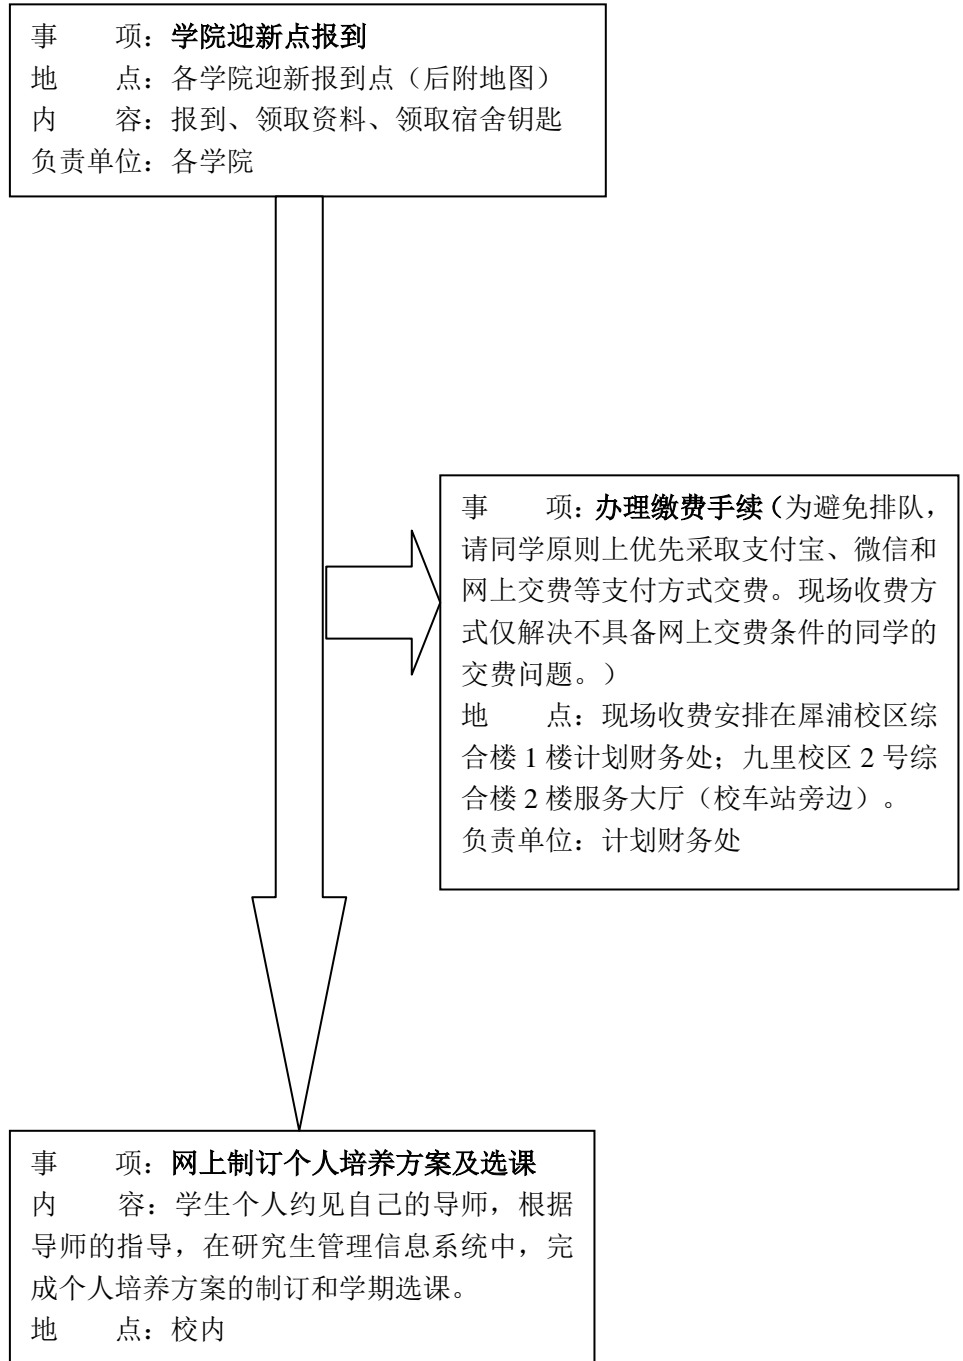 事　　项：学院迎新点报到
地　　点：各学院迎新报到点（后附地图）
内　　容：报到、领取资料、领取宿舍钥匙
负责单位：各学院
事　　项：办理缴费手续（为避免排队，
请同学原则上优先采取支付宝、微信和
网上交费等支付方式交费。现场收费方
式仅解决不具备网上交费条件的同学的
交费问题。）
地　　点：现场收费安排在犀浦校区综
合楼 1 楼计划财务处；九里校区 2 号综
合楼 2 楼服务大厅（校车站旁边）。
负责单位：计划财务处
事　　项：网上制订个人培养方案及选课
内　　容：学生个人约见自己的导师，根据
导师的指导，在研究生管理信息系统中，完
成个人培养方案的制订和学期选课。
地　　点：校内